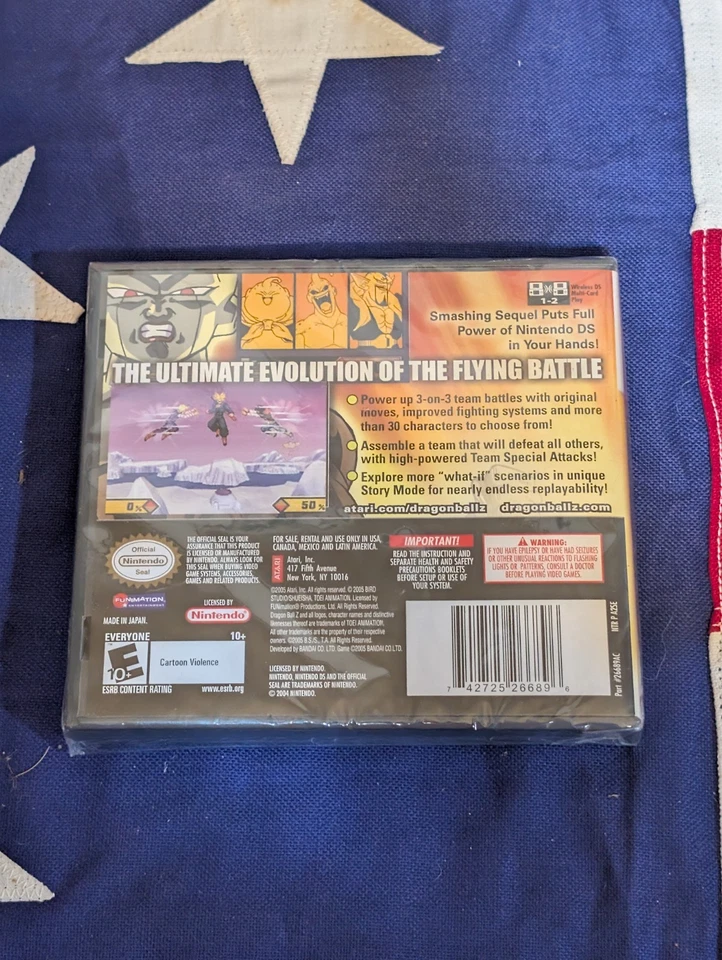 8 8
1-2
Wireless DS
Multi-Card
Play
Smashing Sequel Puts Full
Power of Nintendo DS
in Your Hands!
THE ULTIMATE EVOLUTION OF THE FLYING BATTLE
Power up 3-on-3 team battles with original
moves, improved fighting systems and more
than 30 characters to choose from!
Assemble a team that will defeat all others,
with high-powered Team Special Attacks!
Explore more "what-if" scenarios in unique
Story Mode for nearly endless replayability!
0%
50%
atari.com/dragonballz dragonballz.com
Official
Nintendo
Seal
THE OFFICIAL SEAL IS YOUR
ASSURANCE THAT THIS PRODUCT
IS LICENSED OR MANUFACTURED
BY NINTENDO. ALWAYS LOOK FOR
THIS SEAL WHEN BUYING VIDEO
GAME SYSTEMS, ACCESSORIES,
GAMES AND RELATED PRODUCTS.
FUNIMATION
ENTERTAINMENT
MADE IN JAPAN.
LICENSED BY
Nintendo
EVERYONE 10+
E
10+
Cartoon Violence
ESRB CONTENT RATING www.esrb.org
FOR SALE, RENTAL AND USE ONLY IN USA,
CANADA, MEXICO AND LATIN AMERICA.
ATARI
Atari, Inc.
417 Fifth Avenue
New York, NY 10016
©2005 Atari, Inc. All rights reserved. © 2005 BIRD
STUDIO/SHUEISHA, TOEI ANIMATION. Licensed by
FUNimation® Productions, Ltd. All Rights Reserved.
Dragon Ball Z and all logos, character names and distinctive
likenesses thereof are trademarks of TOEI ANIMATION.
All other trademarks are the property of their respective
owners. ©2005 B./S., T.A. All Rights Reserved.
Developed by BANDAI CO. LTD. Game ©2005 BANDAI CO.LTD.
LICENSED BY NINTENDO.
NINTENDO, NINTENDO DS AND THE OFFICIAL
SEAL ARE TRADEMARKS OF NINTENDO.
© 2004 NINTENDO.
IMPORTANT!
READ THE INSTRUCTION AND
SEPARATE HEALTH AND SAFETY
PRECAUTIONS BOOKLETS
BEFORE SETUP OR USE OF
YOUR SYSTEM.
WARNING:
IF YOU HAVE EPILEPSY OR HAVE HAD SEIZURES
OR OTHER UNUSUAL REACTIONS TO FLASHING
LIGHTS OR PATTERNS, CONSULT A DOCTOR
BEFORE PLAYING VIDEO GAMES.
7 42725 26689 6
Part #26689AC NTR P A2SE